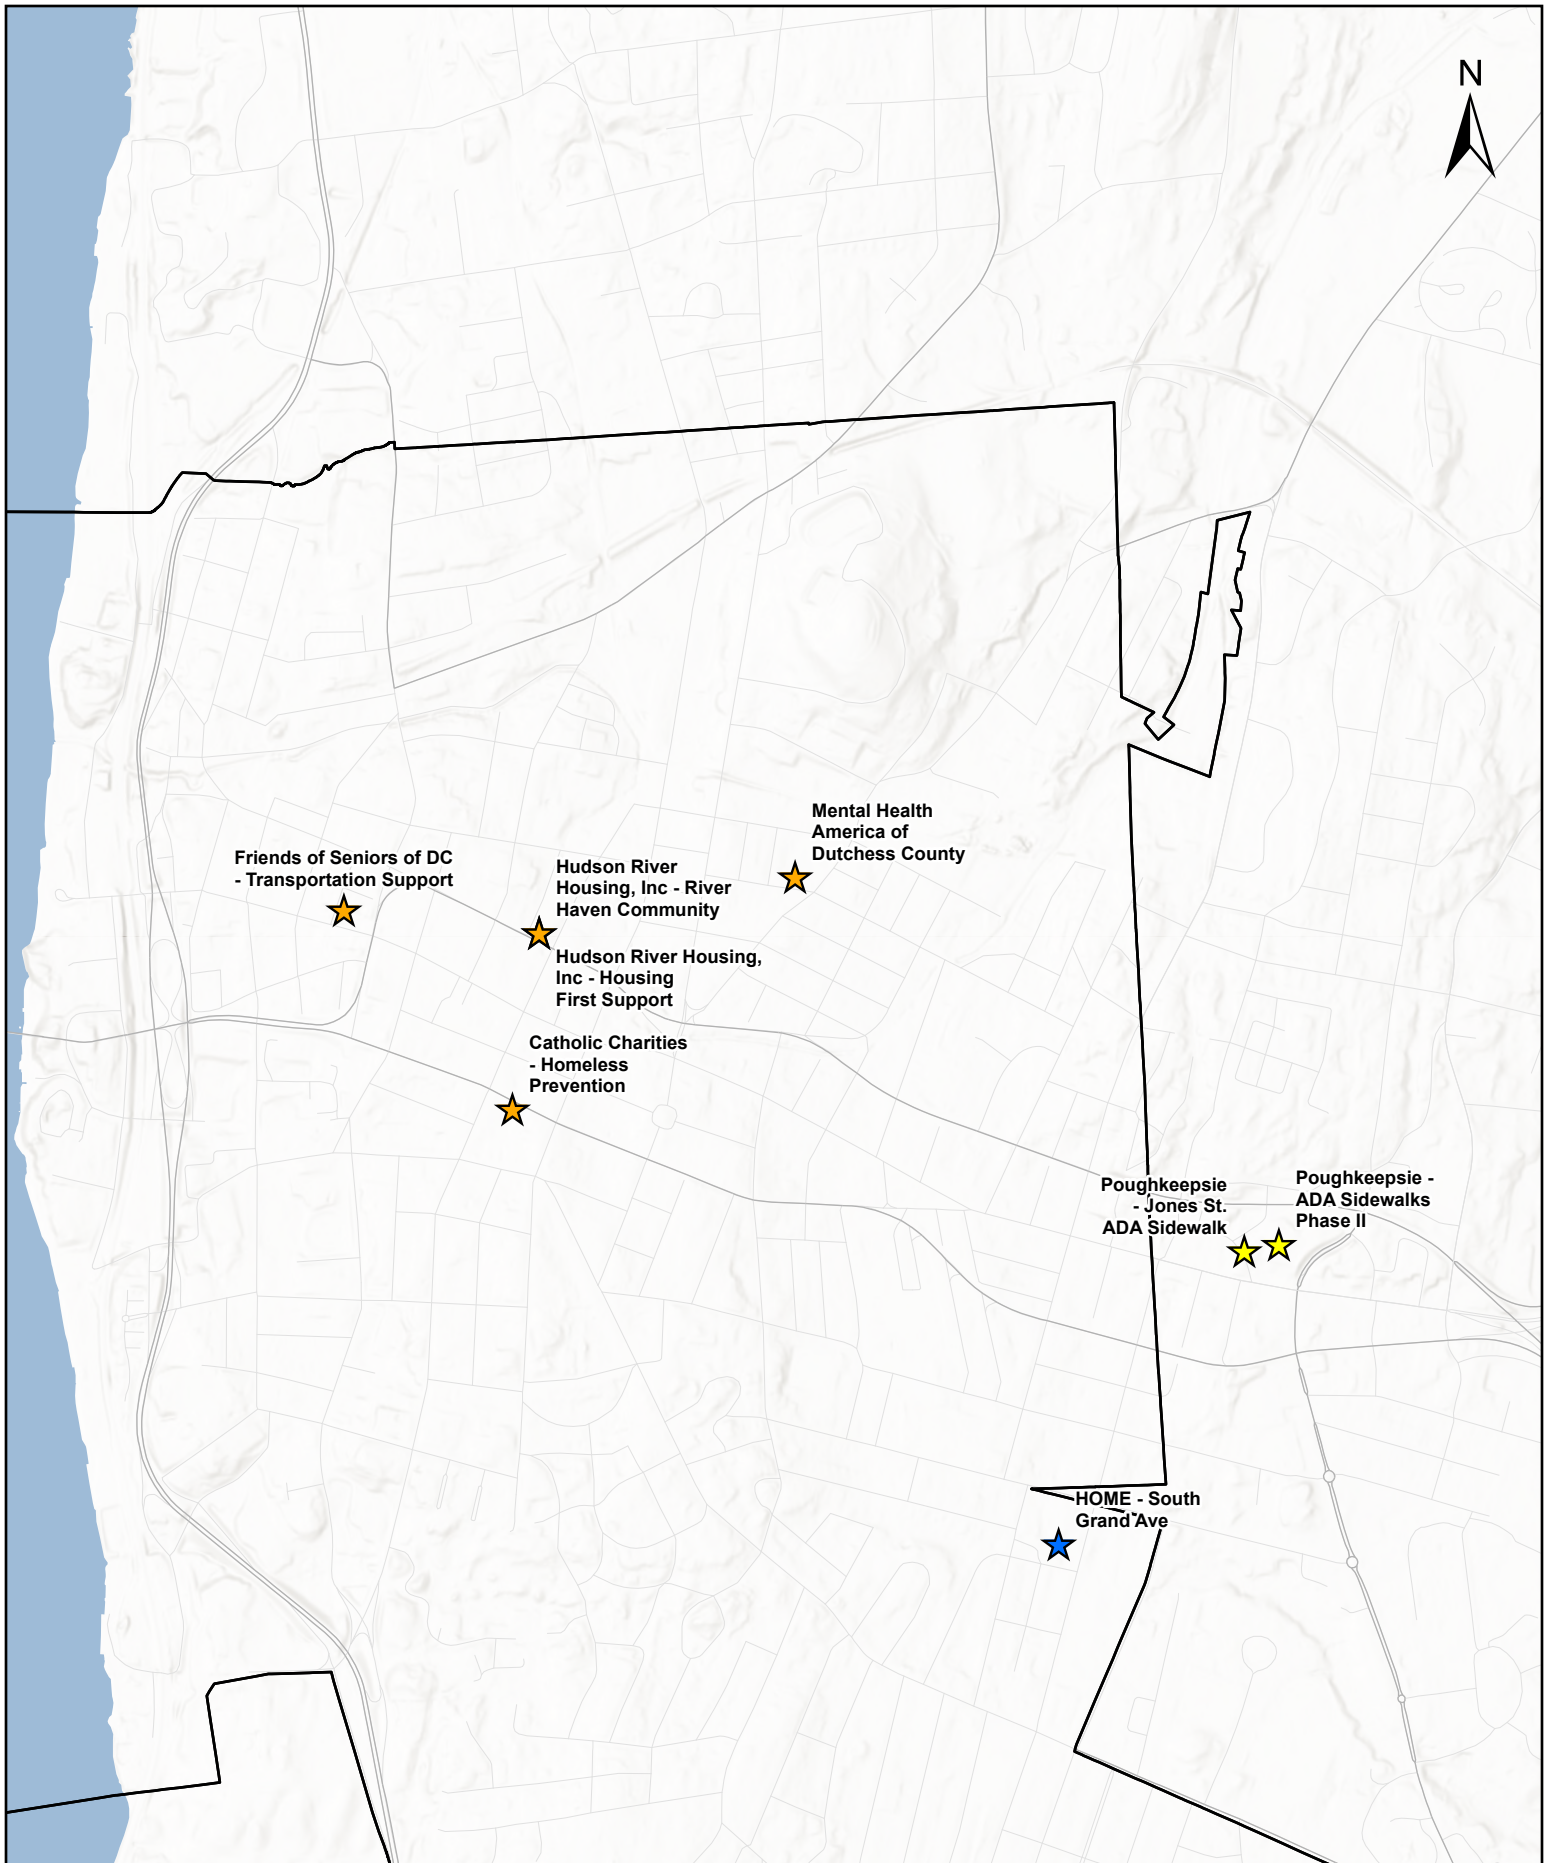 N
Mental Health
America of
Dutchess County
Friends of Seniors of DC
- Transportation Support
Hudson River
Housing, Inc - River
Haven Community
Hudson River Housing,
Inc - Housing
First Support
Catholic Charities
- Homeless
Prevention
Poughkeepsie
- Jones St.
ADA Sidewalk
Poughkeepsie -
ADA Sidewalks
Phase II
HOME - South
Grand Ave